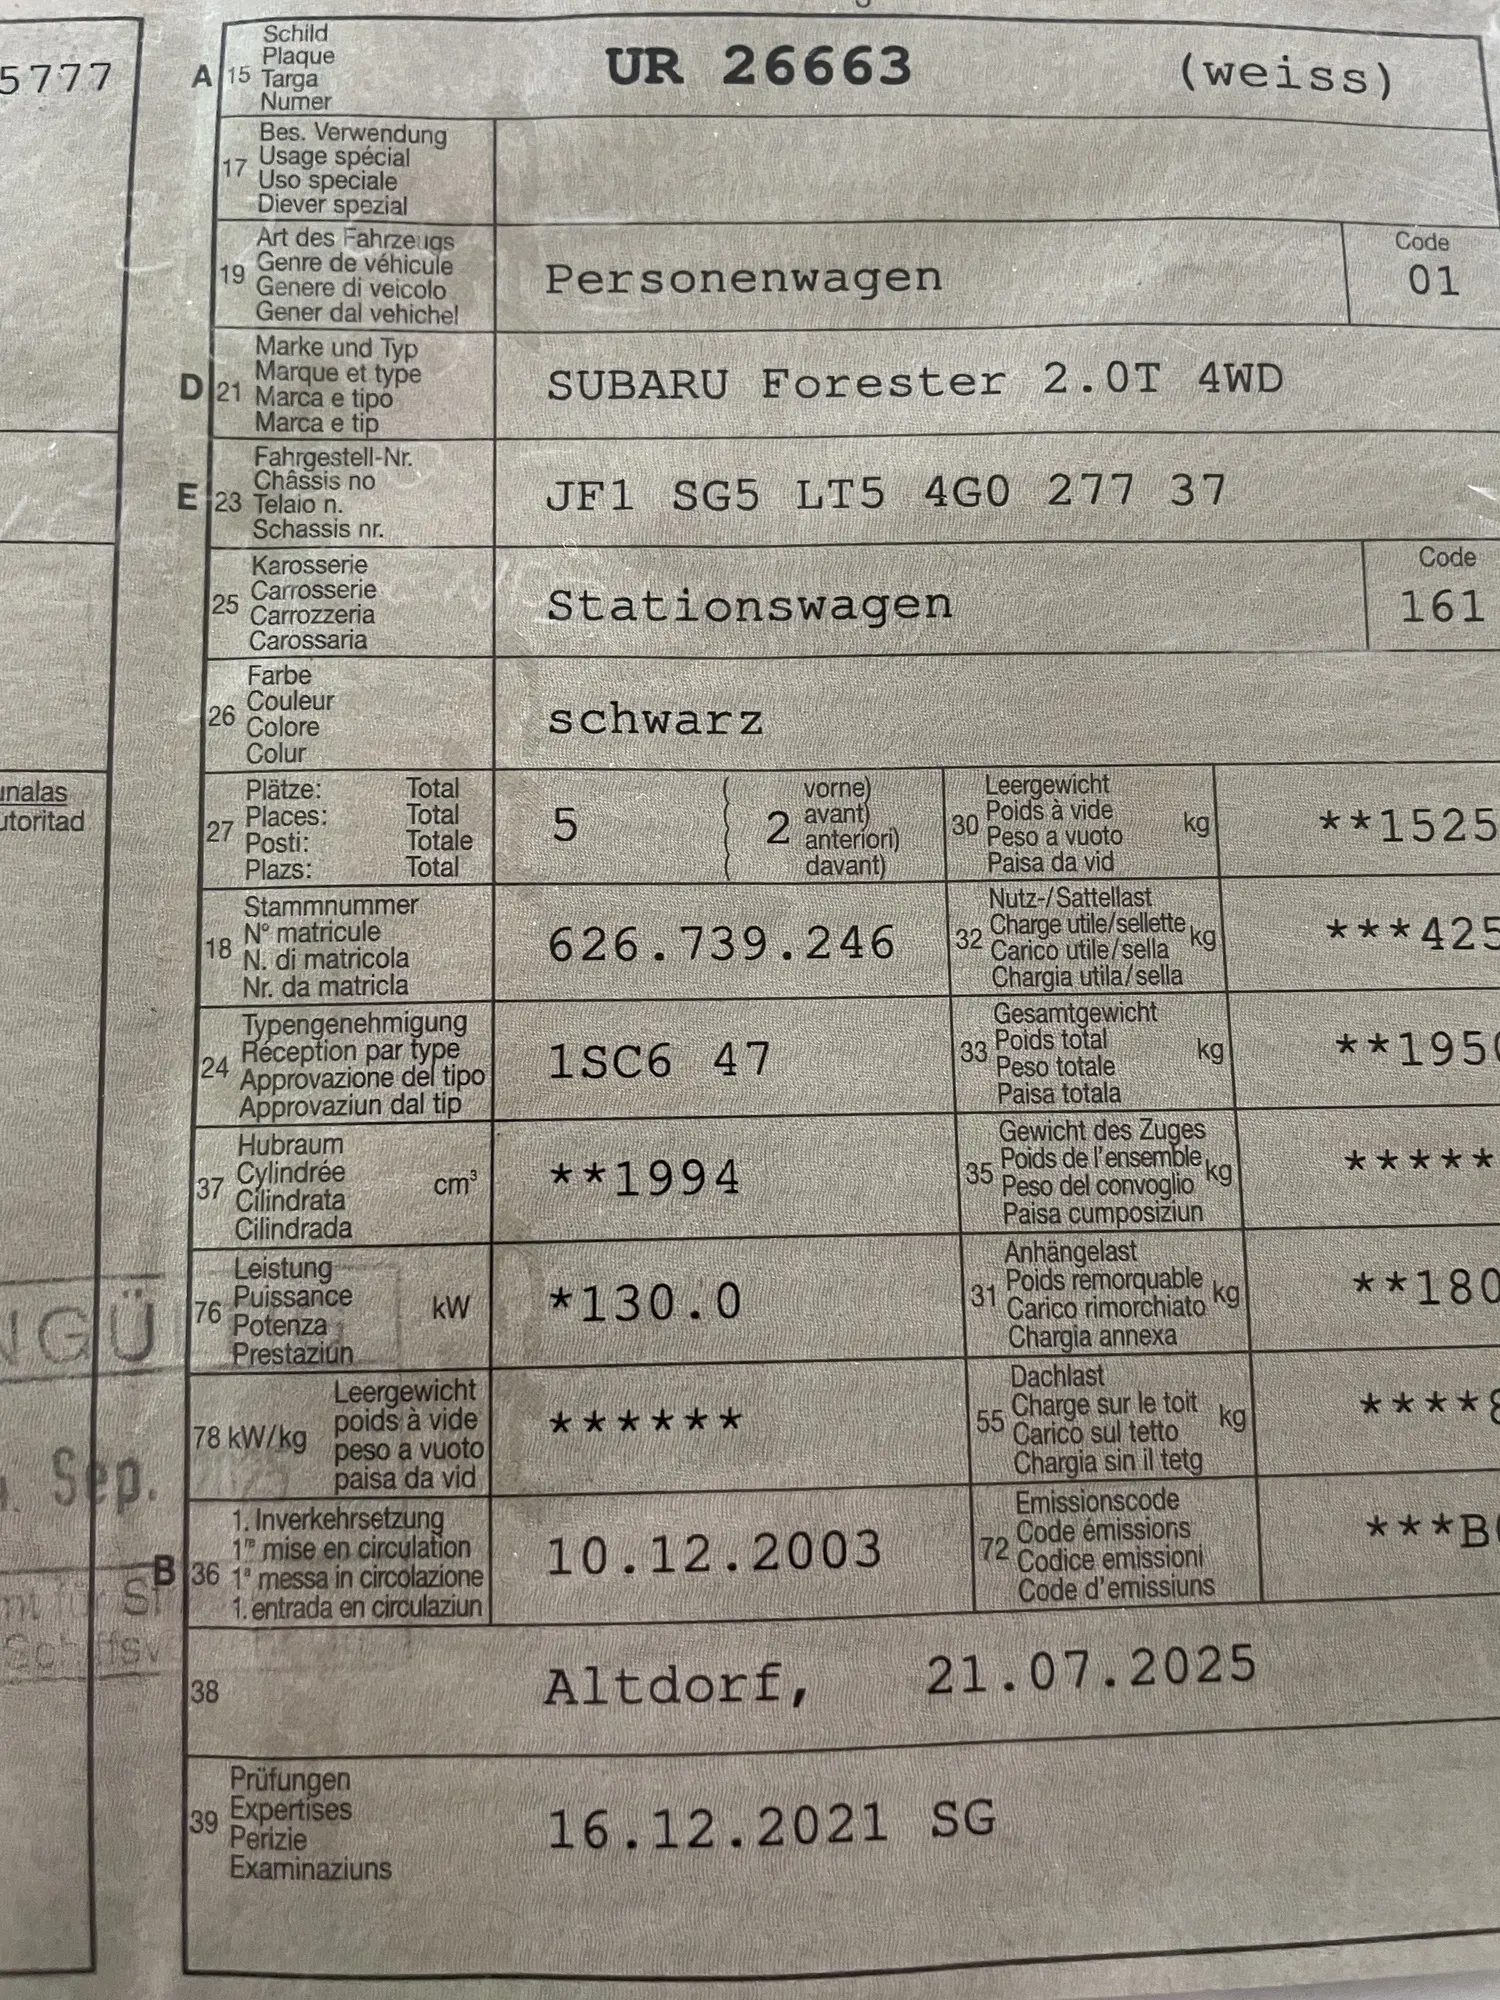 5777
A 15 Schild
Plaque
Targa
Numer
UR 26663 (weiss)
17 Bes. Verwendung
Usage spécial
Uso speciale
Diever spezial
19 Art des Fahrzeugs
Genre de véhicule
Genere di veicolo
Gener dal vehichel
Personenwagen
Code
01
D 21 Marke und Typ
Marque et type
Marca e tipo
Marca e tip
SUBARU Forester 2.0T 4WD
E 23 Fahrgestell-Nr.
Châssis no
Telaio n.
Schassis nr.
JF1 SG5 LT5 4G0 277 37
25 Karosserie
Carrosserie
Carrozzeria
Carossaria
Stationswagen
Code
161
26 Farbe
Couleur
Colore
Colur
schwarz
27 Plätze: Total
Places: Total
Posti: Totale
Plazs: Total
5 ( 2 vorne)
avant)
anteriori)
davant)
30 Leergewicht
Poids à vide
Peso a vuoto
Paisa da vid
kg
**1525
unalas
utoritad
18 Stammnummer
N° matricule
N. di matricola
Nr. da matricla
626.739.246
32 Nutz-/Sattellast
Charge utile/sellette
Carico utile/sella
Chargia utila/sella
kg
***425
24 Typengenehmigung
Réception par type
Approvazione del tipo
Approvaziun dal tip
1SC6 47
33 Gesamtgewicht
Poids total
Peso totale
Paisa totala
kg
**1950
37 Hubraum
Cylindrée
Cilindrata
Cilindrada
cm³
**1994
35 Gewicht des Zuges
Poids de l'ensemble
Peso del convoglio
Paisa cumposiziun
kg
*****
76 Leistung
Puissance
Potenza
Prestaziun
kW
*130.0
31 Anhängelast
Poids remorquable
Carico rimorchiato
Chargia annexa
kg
**180
NGÜ
78 kW/kg Leergewicht
poids à vide
peso a vuoto
paisa da vid
******
55 Dachlast
Charge sur le toit
Carico sul tetto
Chargia sin il tetg
kg
****8
Sep.
B 36 1. Inverkehrsetzung
1re mise en circulation
1a messa in circolazione
1. entrada en circulaziun
10.12.2003
72 Emissionscode
Code émissions
Codice emissioni
Code d'emissiuns
***B
nt für St
Schiffsv
38 Altdorf, 21.07.2025
39 Prüfungen
Expertises
Perizie
Examinaziuns
16.12.2021 SG